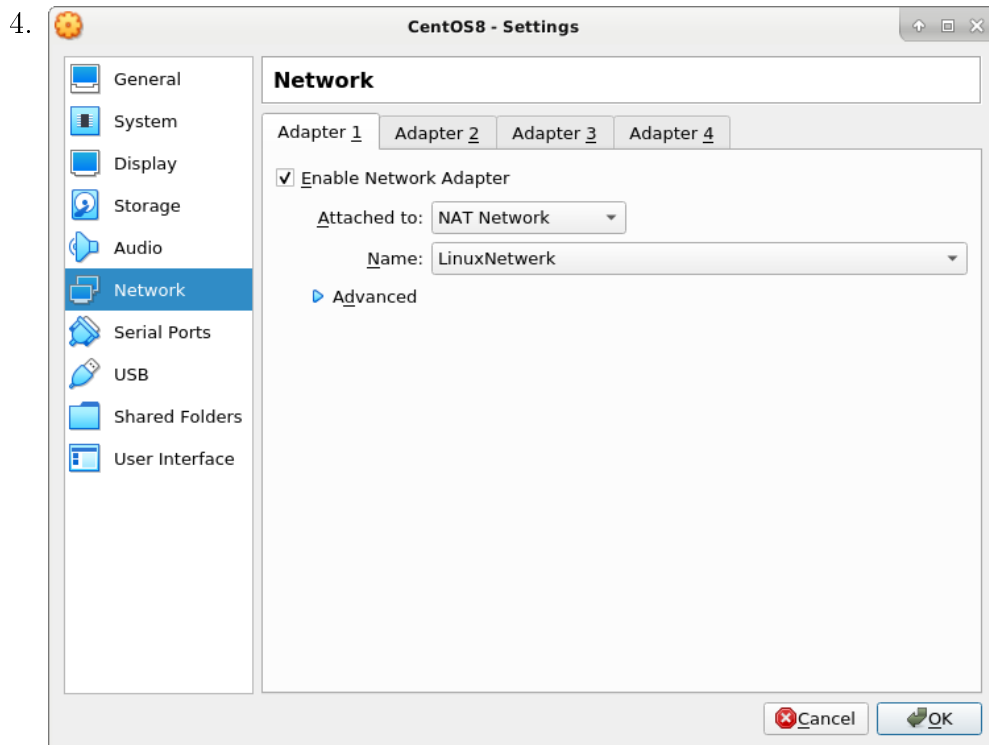 4.
CentOS8 - Settings
General
System
Display
Storage
Audio
Network
Serial Ports
USB
Shared Folders
User Interface
Network
Adapter 1 Adapter 2 Adapter 3 Adapter 4
Enable Network Adapter
Attached to: NAT Network
Name: LinuxNetwerk
Advanced
Cancel OK